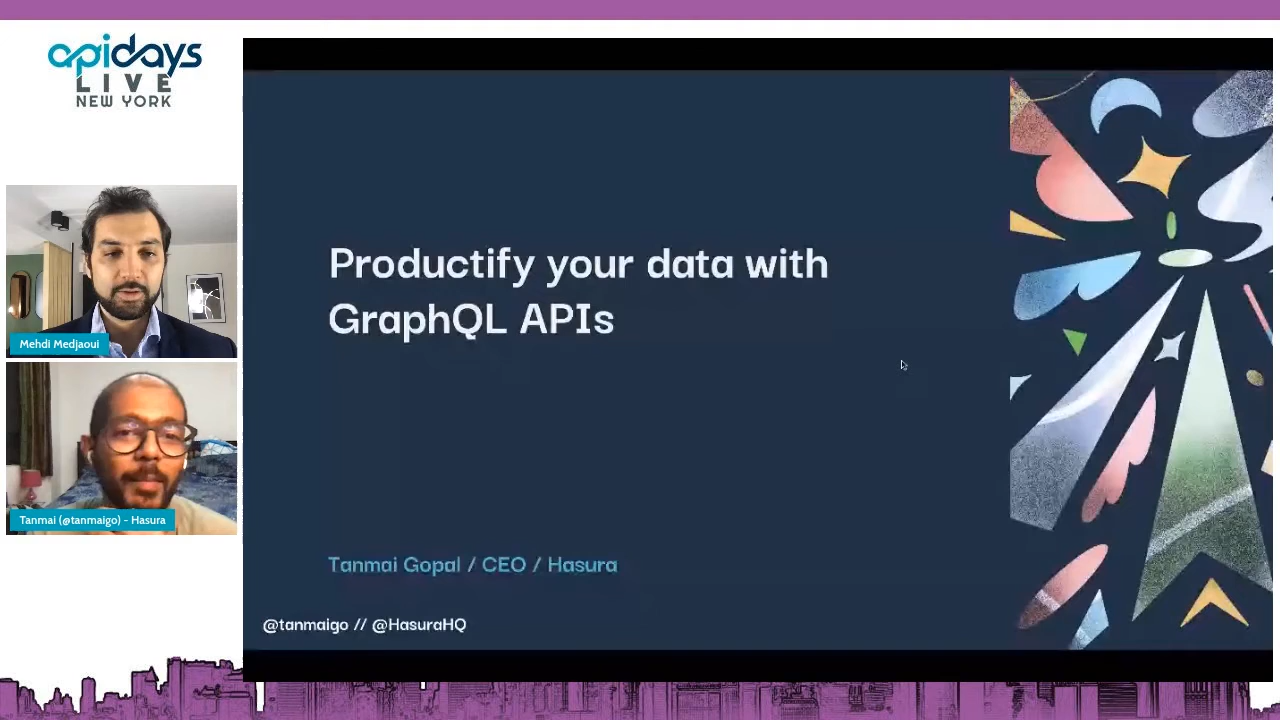 apidays
LIVE
NEW YORK
Mehdi Medjaoui
Tanmai (@tanmaigo) - Hasura
Productify your data with
GraphQL APIs
Tanmai Gopal / CEO / Hasura
@tanmaigo // @HasuraHQ